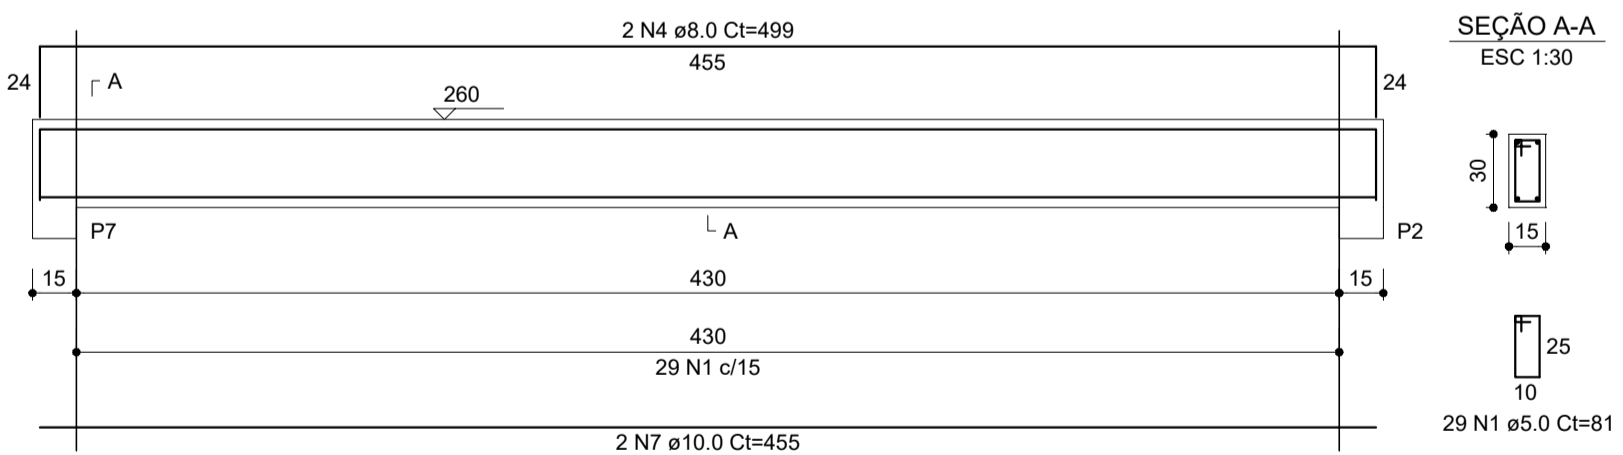 2 N4 ø8.0 Ct=499
455
24
24
A
260
P7
A
P2
15
430
15
430
29 N1 c/15
2 N7 ø10.0 Ct=455
SEÇÃO A-A
ESC 1:30
30
15
25
10
29 N1 ø5.0 Ct=81